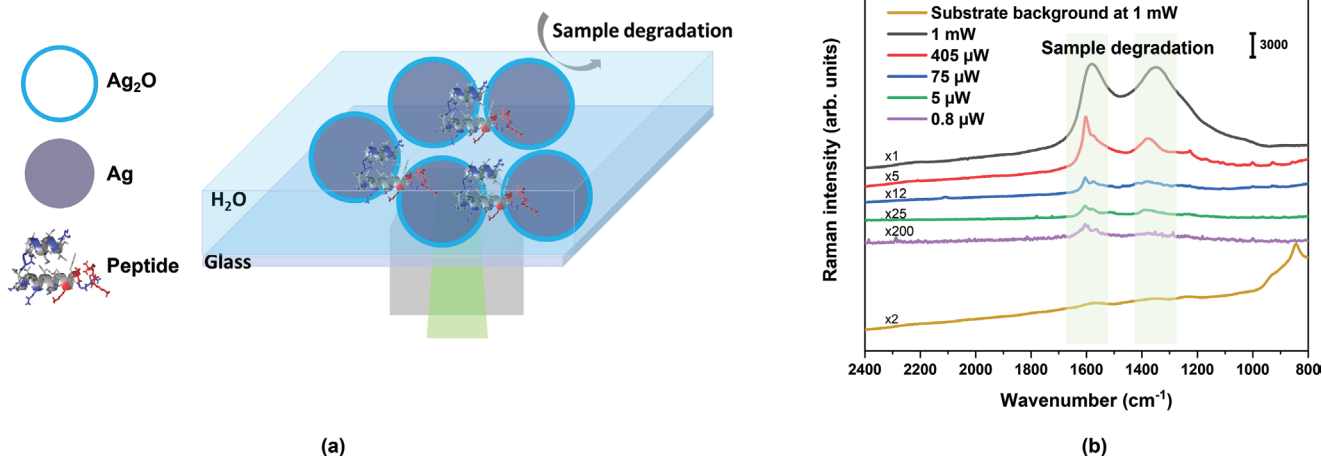 Ag₂O
Ag
Peptide
Sample degradation
H₂O
Glass
(a)
Substrate background at 1 mW
1 mW
405 µW
75 µW
5 µW
0.8 µW
Sample degradation
3000
x1
x5
x12
x25
x200
x2
Raman intensity (arb. units)
2400 2200 2000 1800 1600 1400 1200 1000 800
Wavenumber (cm⁻¹)
(b)